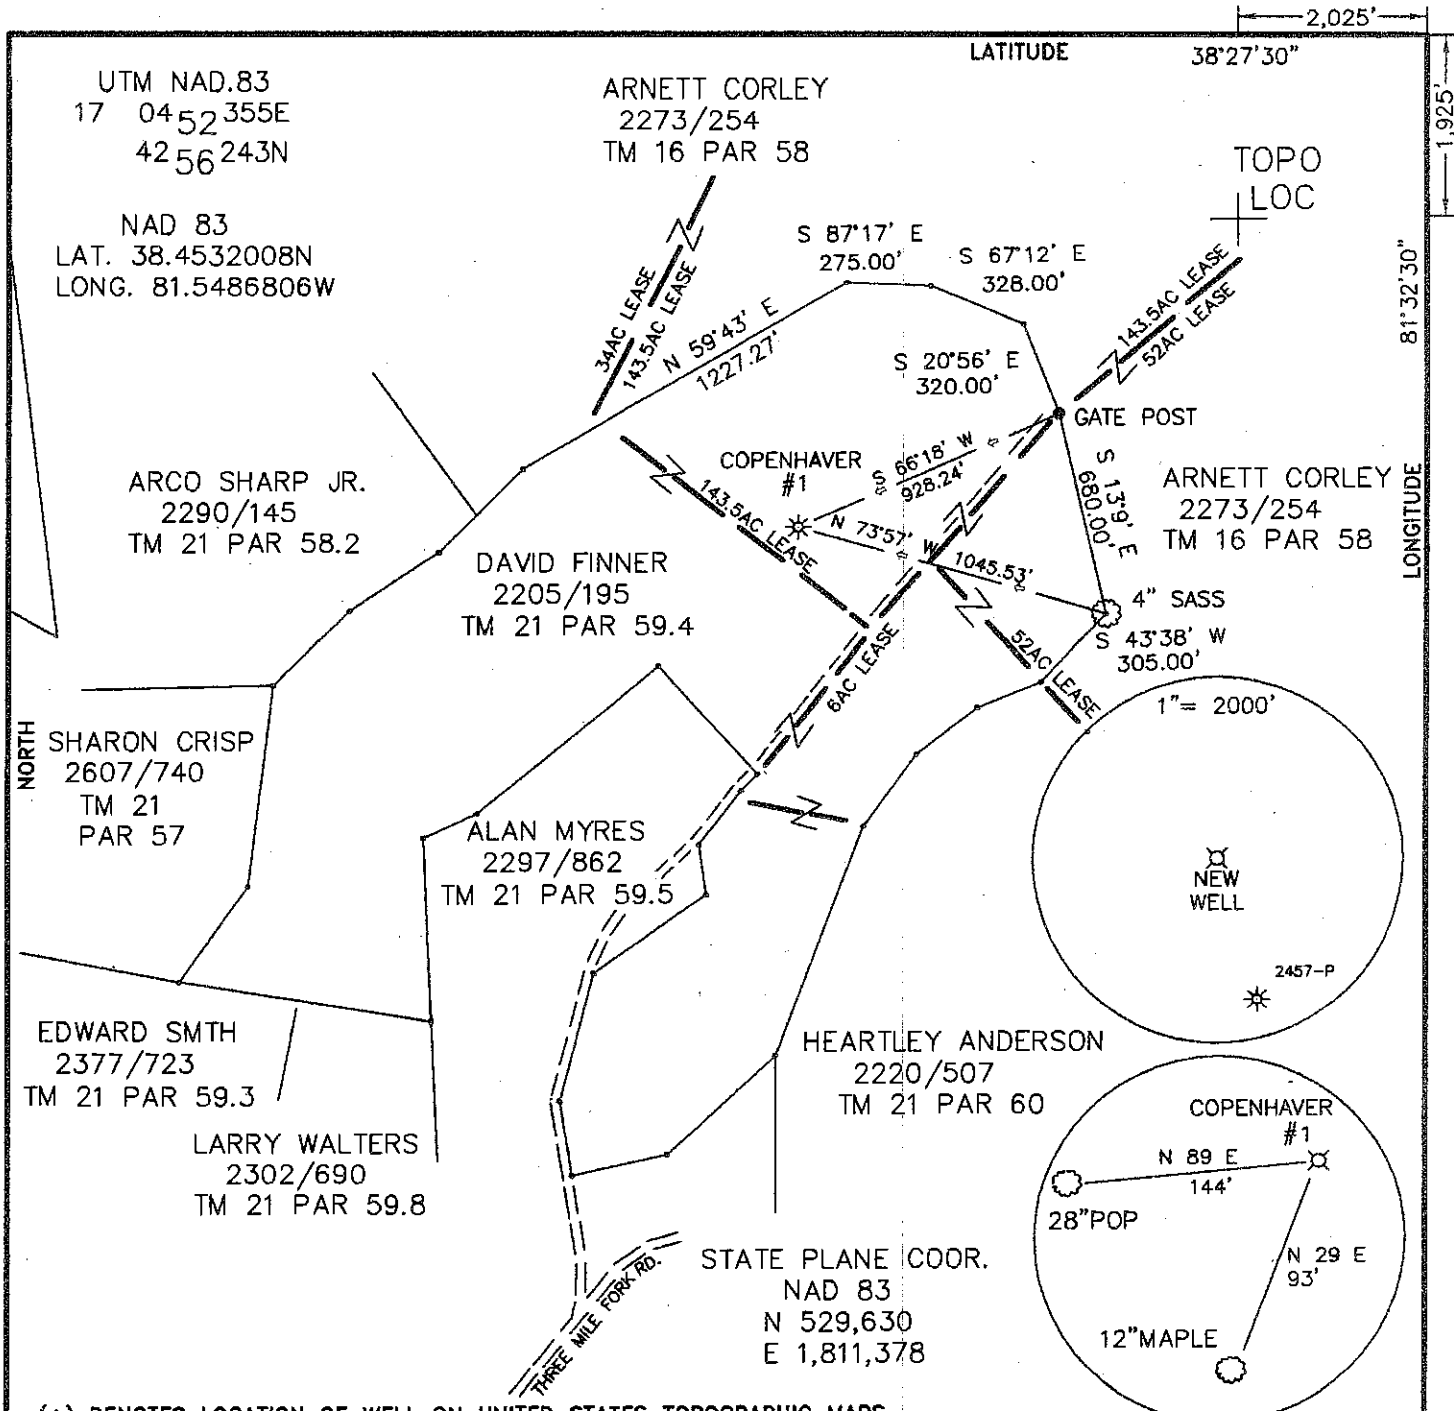 2,025'
LATITUDE 38°27'30"
1,925'
UTM NAD.83
17 04 52 355E
42 56 243N
NAD 83
LAT. 38.4532008N
LONG. 81.5486806W
ARNETT CORLEY
2273/254
TM 16 PAR 58
TOPO
LOC
81°32'30"
LONGITUDE
34AC LEASE
143.5AC LEASE
N 59°43' E
1227.27'
S 87°17' E
275.00'
S 67°12' E
328.00'
S 20°56' E
320.00'
143.5AC LEASE
52AC LEASE
GATE POST
S 66°18' W
928.24'
COPENHAVER
#1
S 13°9' E
680.00'
ARNETT CORLEY
2273/254
TM 16 PAR 58
ARCO SHARP JR.
2290/145
TM 21 PAR 58.2
143.5AC LEASE
N 73°57' W 1045.53'
DAVID FINNER
2205/195
TM 21 PAR 59.4
4" SASS
S 43°38' W
305.00'
52AC LEASE
6AC LEASE
1"= 2000'
NORTH
SHARON CRISP
2607/740
TM 21
PAR 57
ALAN MYRES
2297/862
TM 21 PAR 59.5
NEW
WELL
2457-P
EDWARD SMTH
2377/723
TM 21 PAR 59.3
HEARTLEY ANDERSON
2220/507
TM 21 PAR 60
LARRY WALTERS
2302/690
TM 21 PAR 59.8
COPENHAVER
#1
N 89 E
144'
28"POP
N 29 E
93'
12"MAPLE
THREE MILE FORK RD.
STATE PLANE COOR.
NAD 83
N 529,630
E 1,811,378
(+) DENOTES LOCATION OF WELL ON UNITED STATES TOPOGRAPHIC MAPS